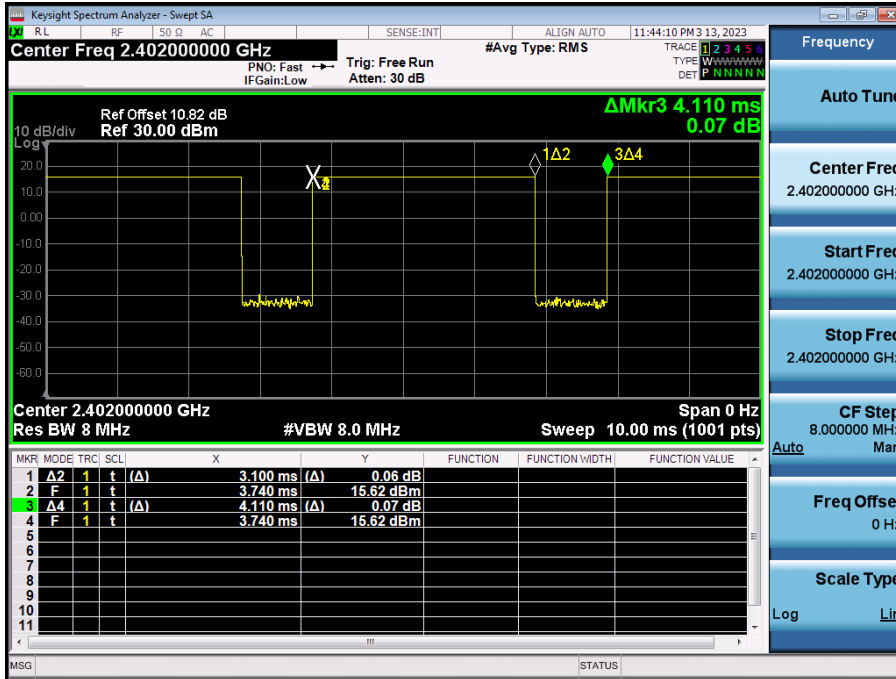 Keysight Spectrum Analyzer - Swept SA
LXI RL RF 50 Ω AC SENSE:INT ALIGN AUTO 11:44:10 PM 3 13, 2023
Center Freq 2.402000000 GHz
PNO: Fast
IFGain:Low
Trig: Free Run
Atten: 30 dB
#Avg Type: RMS
TRACE 1 2 3 4 5 6
TYPE WWWWWW
DET P N N N N N
ΔMkr3 4.110 ms
0.07 dB
Ref Offset 10.82 dB
10 dB/div Ref 30.00 dBm
Log
20.0
10.0
0.00
-10.0
-20.0
-30.0
-40.0
-50.0
-60.0
1Δ2
3Δ4
Center 2.402000000 GHz Span 0 Hz
Res BW 8 MHz #VBW 8.0 MHz Sweep 10.00 ms (1001 pts)
MKR MODE TRC SCL X Y FUNCTION FUNCTION WIDTH FUNCTION VALUE
1 Δ2 1 t (Δ) 3.100 ms (Δ) 0.06 dB
2 F 1 t 3.740 ms 15.62 dBm
3 Δ4 1 t (Δ) 4.110 ms (Δ) 0.07 dB
4 F 1 t 3.740 ms 15.62 dBm
5
6
7
8
9
10
11
MSG STATUS
Frequency
Auto Tune
Center Freq
2.402000000 GHz
Start Freq
2.402000000 GHz
Stop Freq
2.402000000 GHz
CF Step
8.000000 MHz
Auto Man
Freq Offset
0 Hz
Scale Type
Log Lin